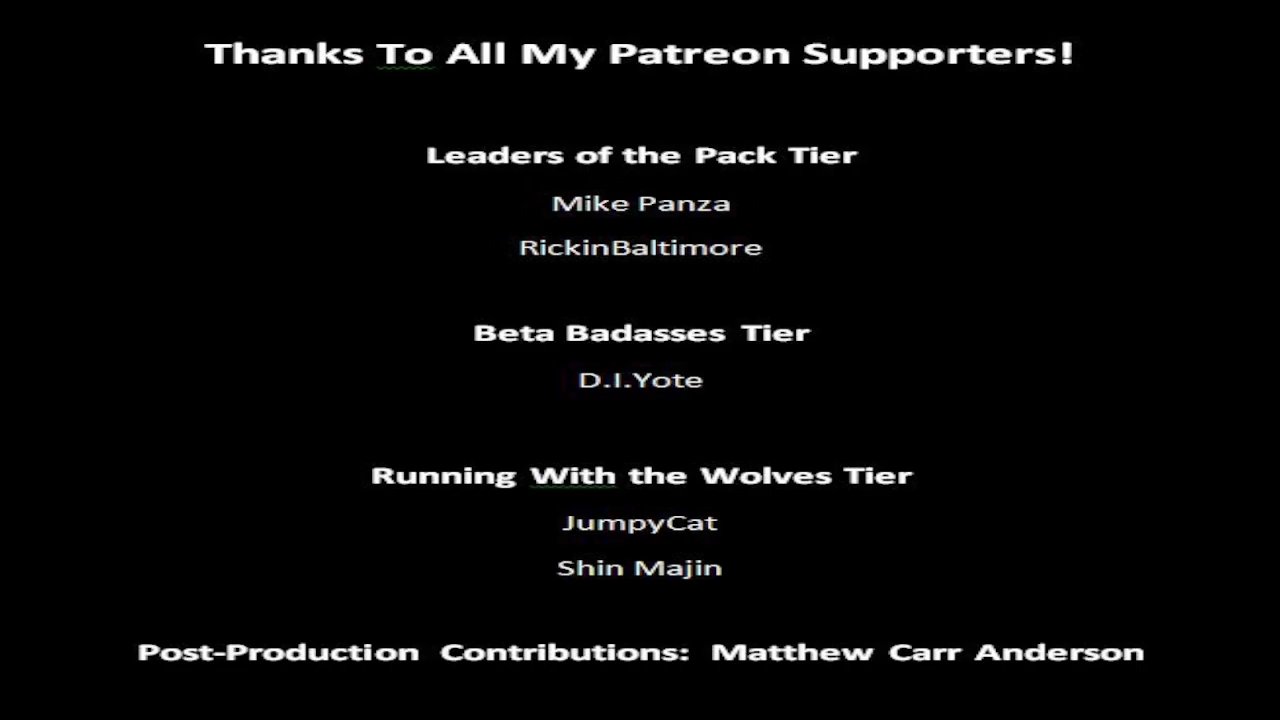 Thanks To All My Patreon Supporters!
Leaders of the Pack Tier
Mike Panza
RickinBaltimore
Beta Badasses Tier
D.I.Yote
Running With the Wolves Tier
JumpyCat
Shin Majin
Post-Production Contributions: Matthew Carr Anderson